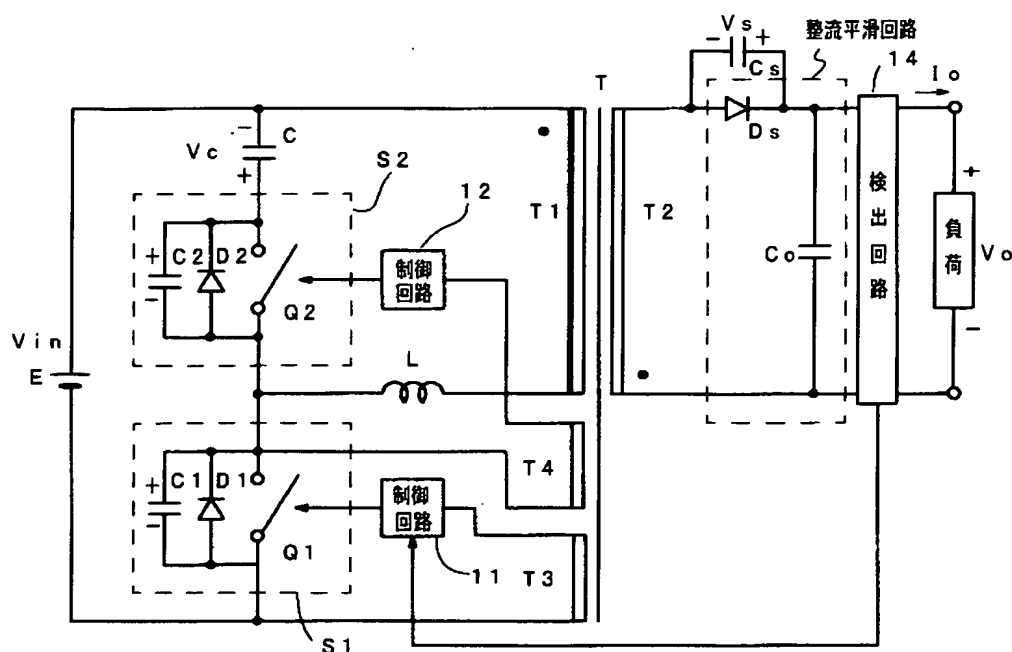 Vs
- +
Cs
整流平滑回路
14
Io
T
Ds
- C
Vc
+
S2
12
T1
T2
検出回路
+
負荷
Vo
-
Co
+
C2
D2
-
Q2
制御
回路
Vin
E
L
T4
+
C1
D1
-
Q1
制御
回路
11
T3
S1